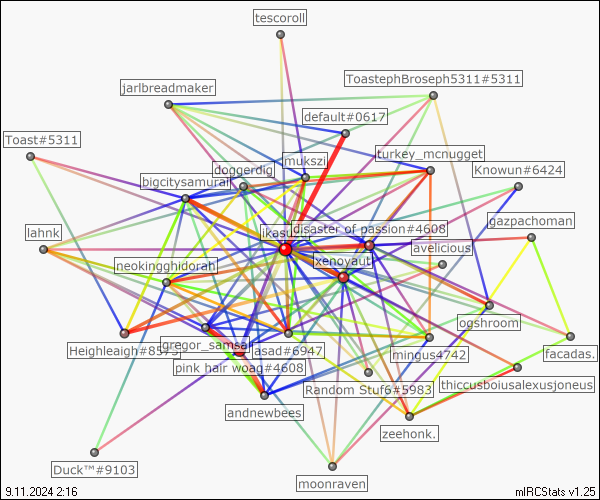 tescoroll
ToastephBroseph5311#5311
jarlbreadmaker
default#0617
Toast#5311
turkey_mcnugget
mukszi
doggerdig
Knowun#6424
bigcitysamurai
gazpachoman
disaster of passion#4608
lahnk
avelicious
xenoyaut
neokingghidorah
ogshroom
gregor_samsa
Heighleaigh#8575
asad#6947
mingus4742
facadas.
pink hair woag#4608
Random Stuf6#5983
thiccusboiusalexusjoneus
andnewbees
zeehonk.
Duck™#9103
moonraven
9.11.2024 2:16
mIRCStats v1.25